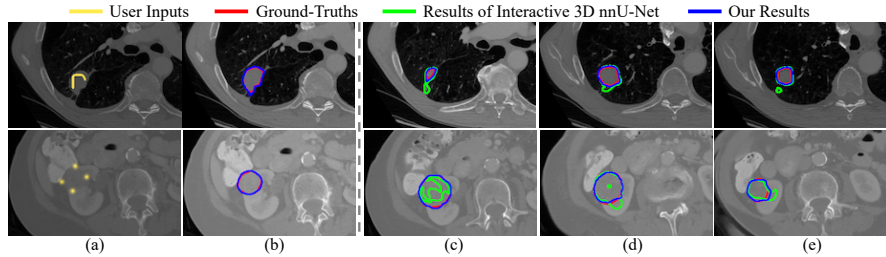 User Inputs Ground-Truths Results of Interactive 3D nnU-Net Our Results
(a) (b) (c) (d) (e)